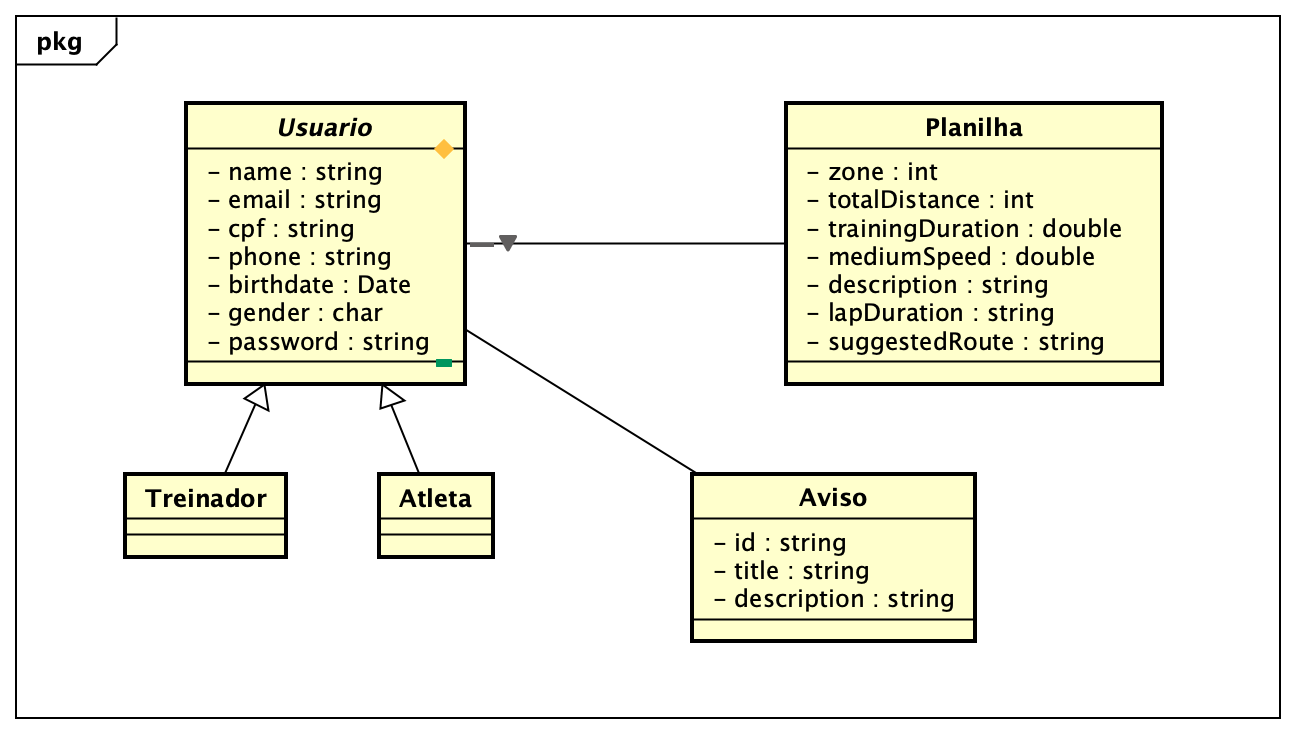 pkg
Usuario
- name : string
- email : string
- cpf : string
- phone : string
- birthdate : Date
- gender : char
- password : string
Planilha
- zone : int
- totalDistance : int
- trainingDuration : double
- mediumSpeed : double
- description : string
- lapDuration : string
- suggestedRoute : string
Treinador
Atleta
Aviso
- id : string
- title : string
- description : string